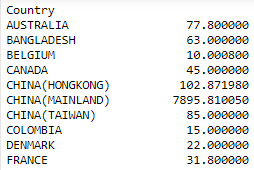 Country
AUSTRALIA 77.800000
BANGLADESH 63.000000
BELGIUM 10.000800
CANADA 45.000000
CHINA(HONGKONG) 102.871980
CHINA(MAINLAND) 7895.810050
CHINA(TAIWAN) 85.000000
COLOMBIA 15.000000
DENMARK 22.000000
FRANCE 31.800000